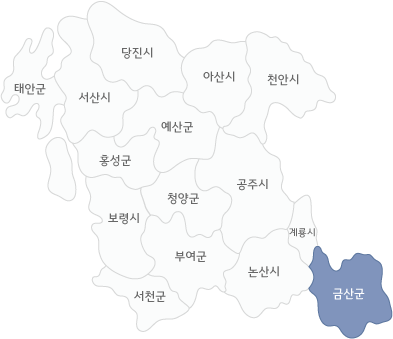 당진시
아산시
천안시
태안군
서산시
예산군
홍성군
공주시
청양군
보령시
계룡시
부여군
논산시
서천군
금산군